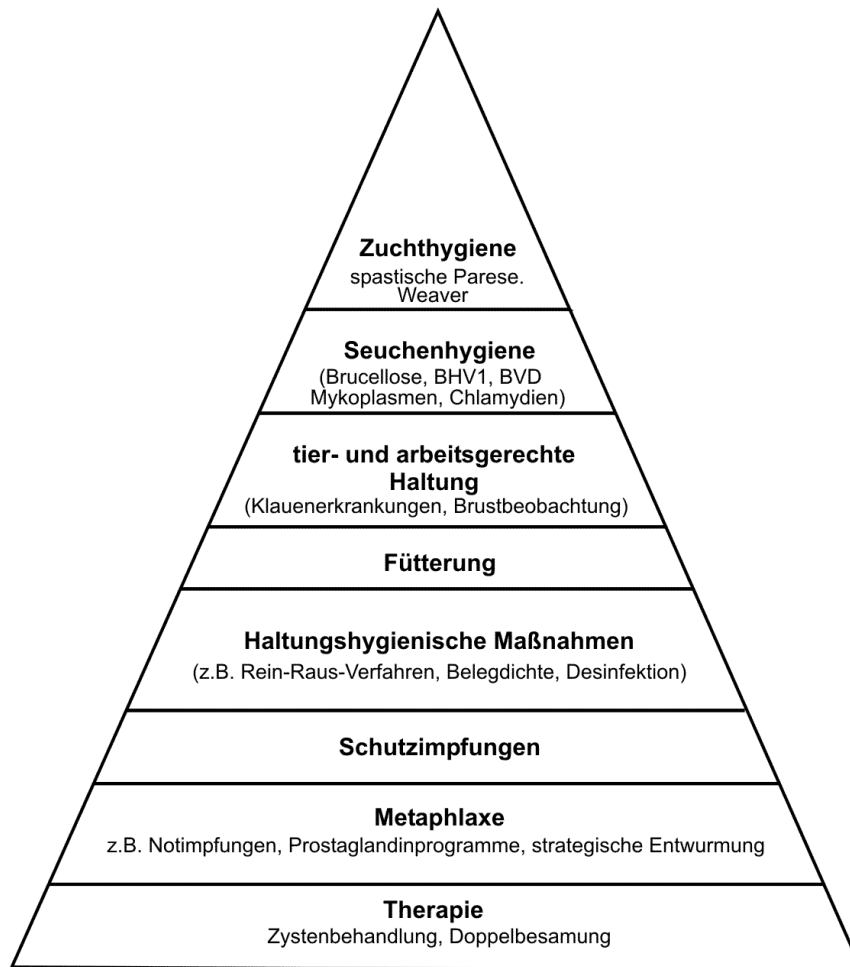 Zuchthygiene
spastische Parese.
Weaver
Seuchenhygiene
(Brucellose, BHV1, BVD
Mykoplasmen, Chlamydien)
tier- und arbeitsgerechte
Haltung
(Klauenerkrankungen, Brustbeobachtung)
Fütterung
Haltungshygienische Maßnahmen
(z.B. Rein-Raus-Verfahren, Belegdichte, Desinfektion)
Schutzimpfungen
Metaphlaxe
z.B. Notimpfungen, Prostaglandinprogramme, strategische Entwurmung
Therapie
Zystenbehandlung, Doppelbesamung